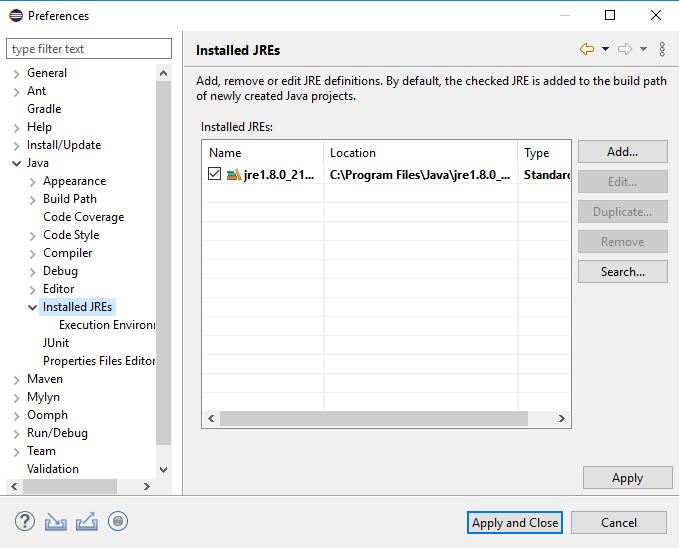 Preferences
type filter text
General
Ant
Gradle
Help
Install/Update
Java
Appearance
Build Path
Code Coverage
Code Style
Compiler
Debug
Editor
Installed JREs
Execution Environ
JUnit
Properties Files Editor
Maven
Mylyn
Oomph
Run/Debug
Team
Validation
Installed JREs
Add, remove or edit JRE definitions. By default, the checked JRE is added to the build path
of newly created Java projects.
Installed JREs:
Name Location Type
jre1.8.0_21... C:\Program Files\Java\jre1.8.0_... Standard
Add...
Edit...
Duplicate...
Remove
Search...
Apply
Apply and Close
Cancel